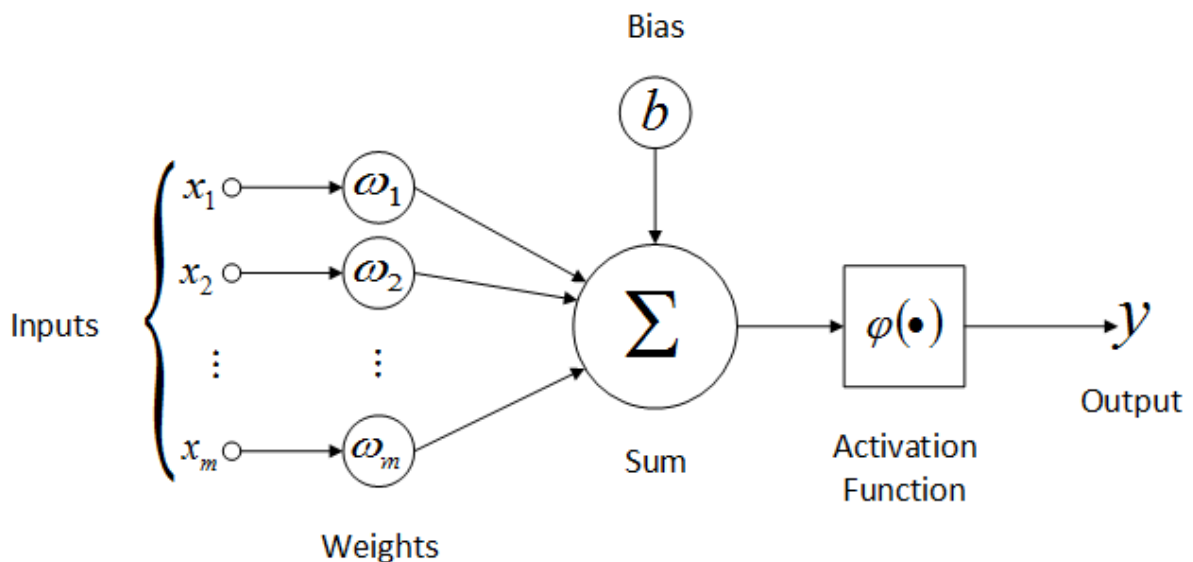 Bias
b
x₁
ω₁
x₂
ω₂
Inputs
⋮ ⋮
xₘ
ωₘ
Weights
Σ
Sum
φ(•)
Activation
Function
y
Output